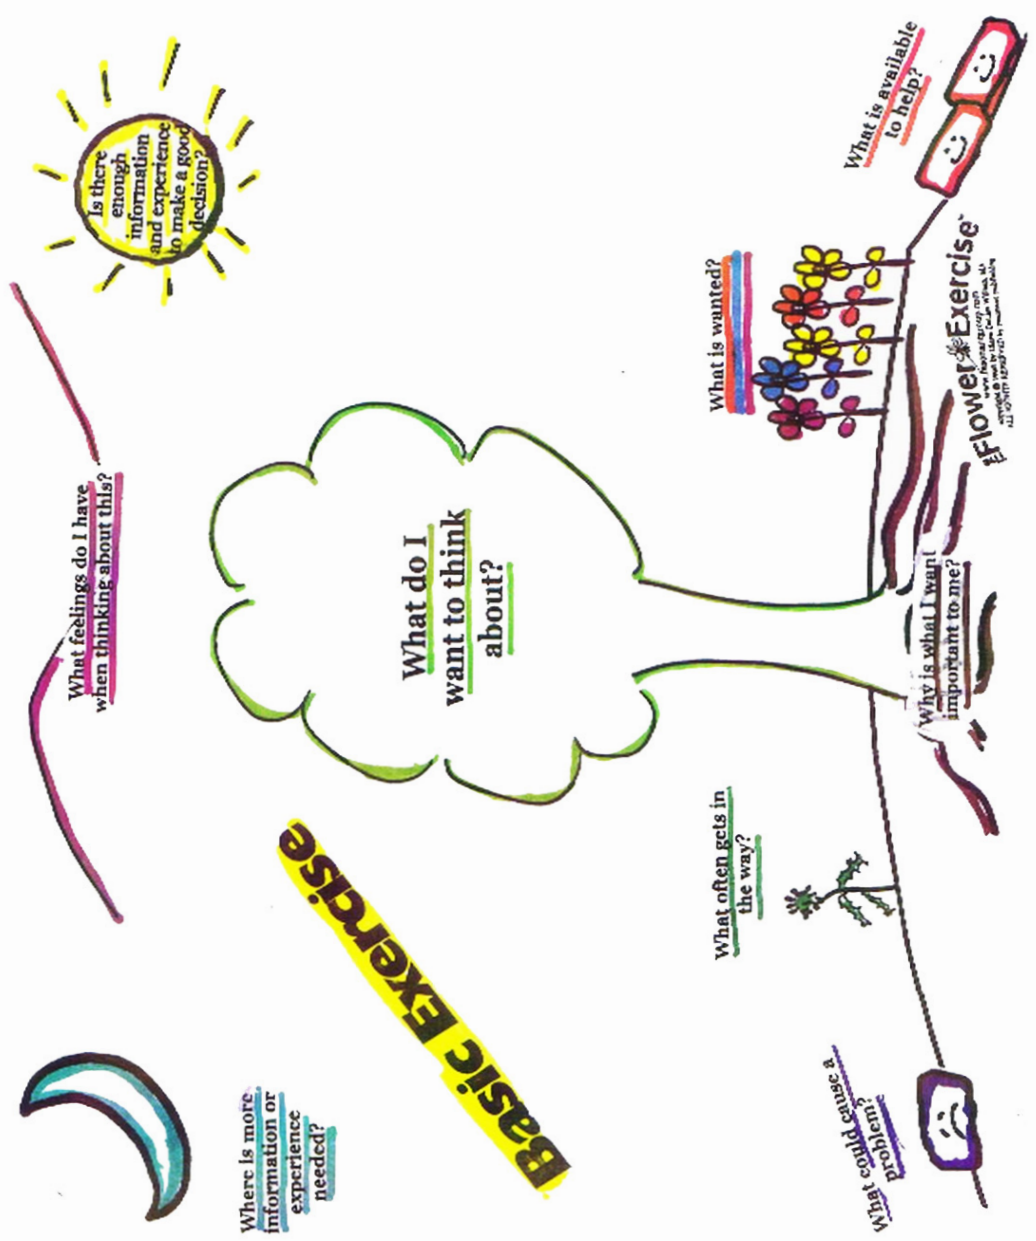 Basic Exercise
Where is more
information or
experience
needed?
What feelings do I have
when thinking about this?
Is there
enough
information
and experience
to make a good
decision?
What do I
want to think
about?
What could cause a
problem?
What often gets in
the way?
Why is what I want
important to me?
What is wanted?
What is available
to help?
THE Flower Exercise